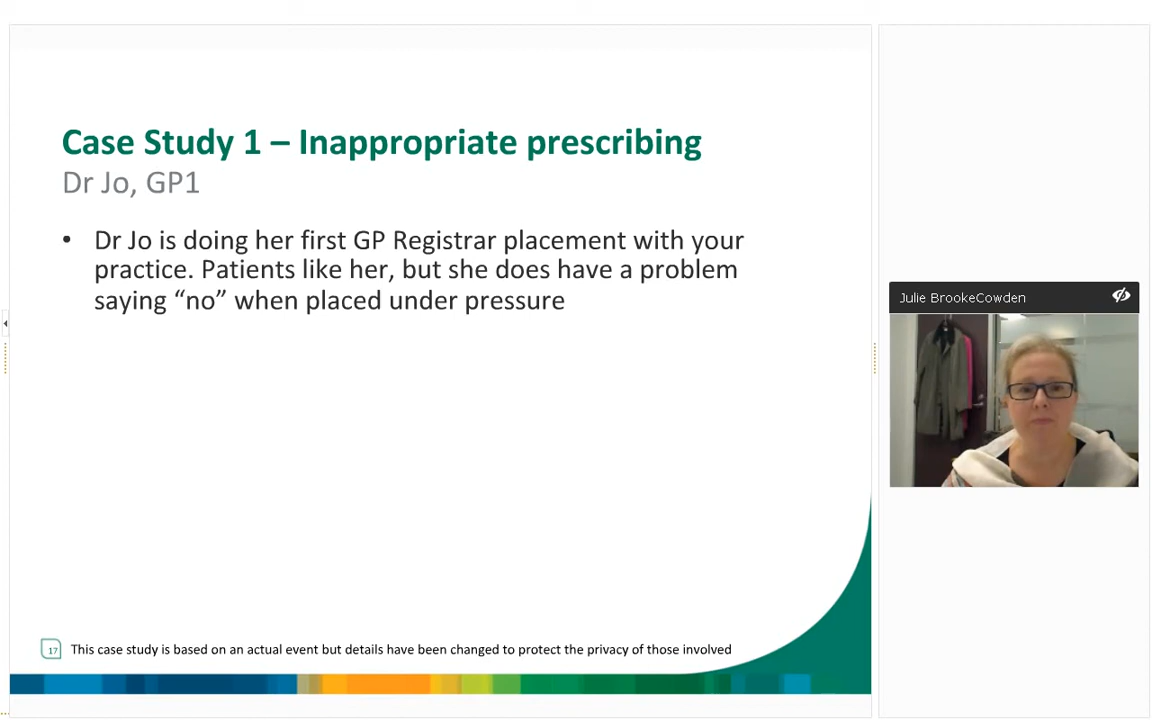 Case Study 1 – Inappropriate prescribing
Dr Jo, GP1
• Dr Jo is doing her first GP Registrar placement with your
practice. Patients like her, but she does have a problem
saying “no” when placed under pressure
Julie BrookeCowden
17 This case study is based on an actual event but details have been changed to protect the privacy of those involved